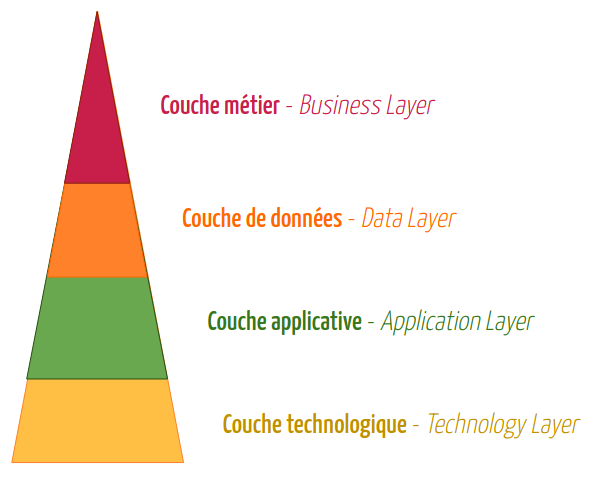 Couche métier - Business Layer
Couche de données - Data Layer
Couche applicative - Application Layer
Couche technologique - Technology Layer